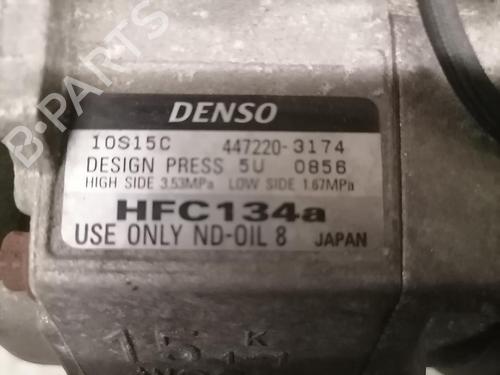 B-PARTS
DENSO
10S15C 447220-3174
DESIGN PRESS 5U 0856
HIGH SIDE 3.53MPa LOW SIDE 1.67MPa
HFC134a
USE ONLY ND-OIL 8 JAPAN
K